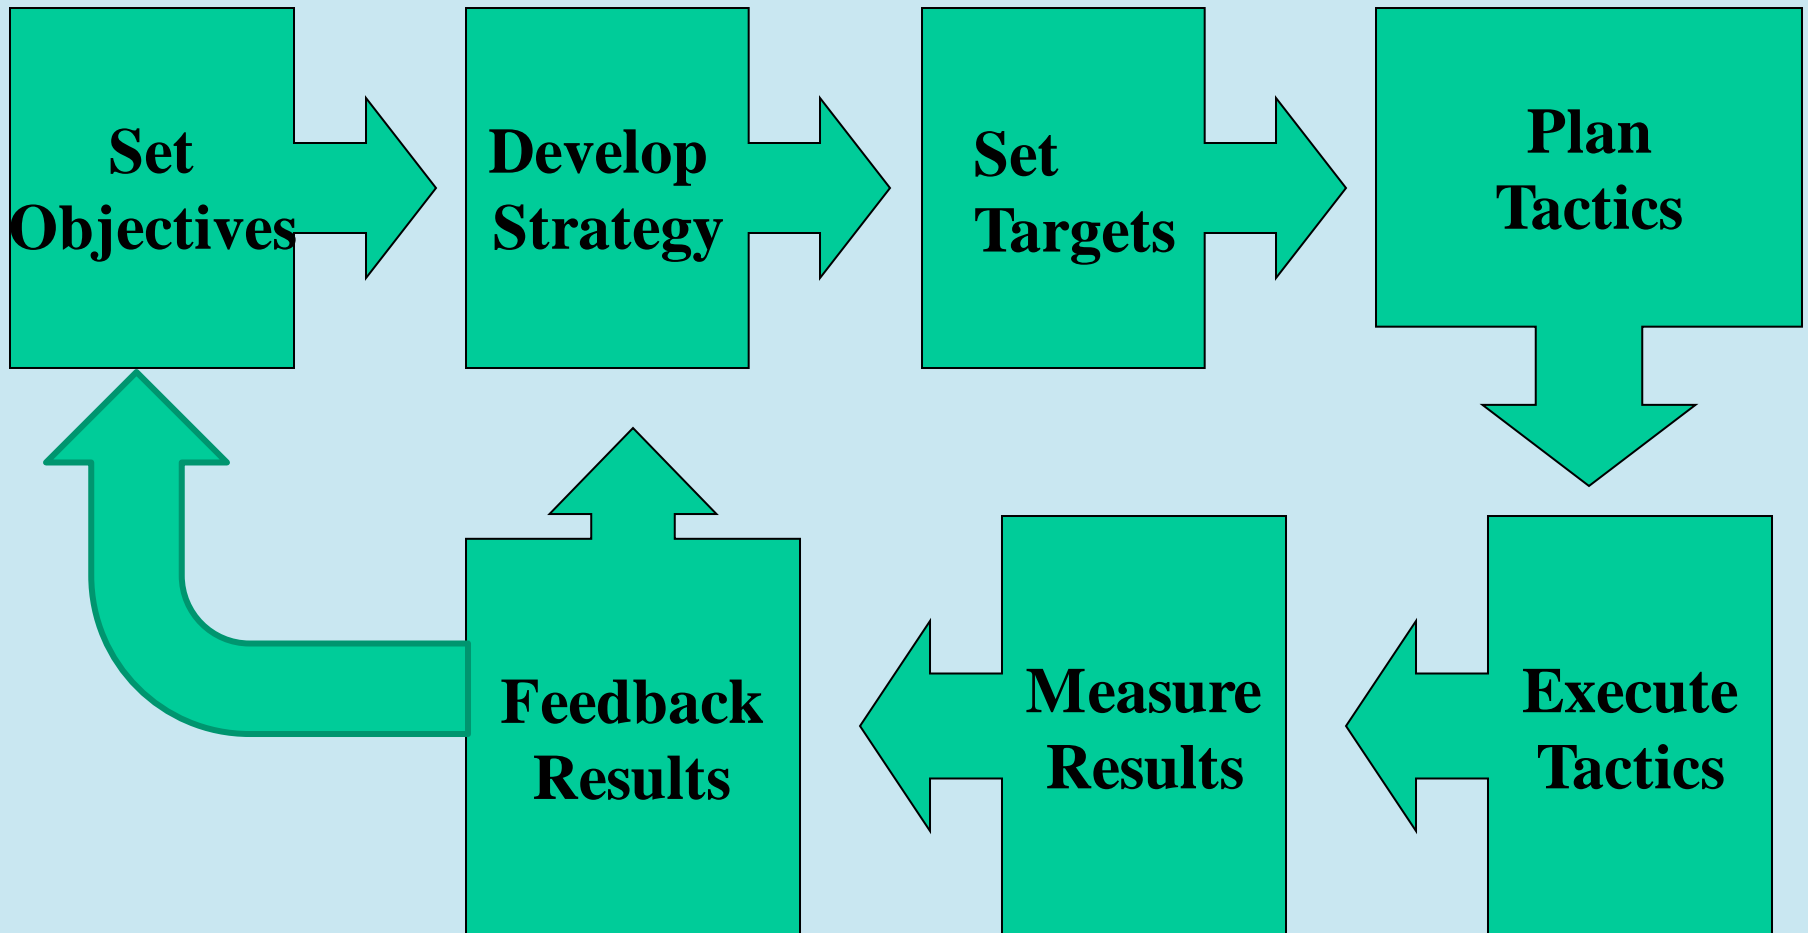 Set
Objectives
Develop
Strategy
Set
Targets
Plan
Tactics
Execute
Tactics
Measure
Results
Feedback
Results